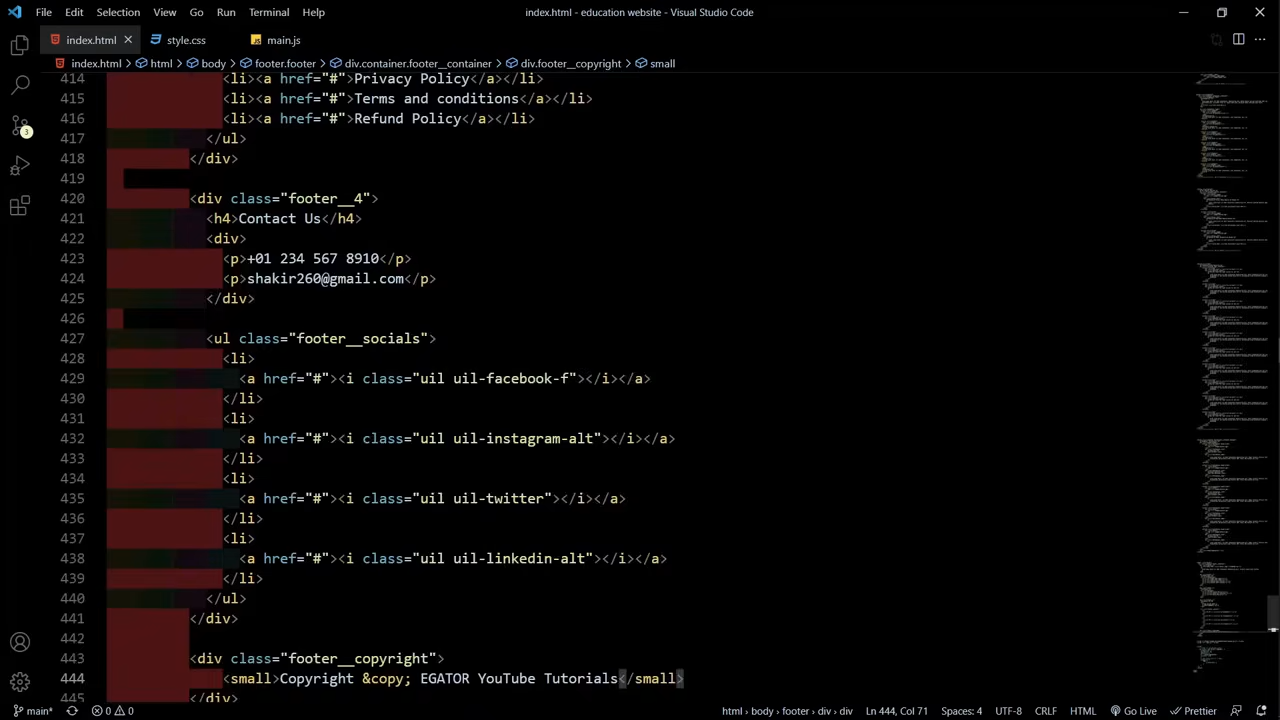 File Edit Selection View Go Run Terminal Help
index.html - education website - Visual Studio Code
index.html style.css main.js
index.html html body footer.footer div.container.footer__container div.footer__copyright small
414 <li><a href="#">Privacy Policy</a></li>
415 <li><a href="#">Terms and conditions</a></li>
416 <li><a href="#">Refund Policy</a></li>
417 </ul>
418 </div>
419
420 <div class="footer__4">
421 <h4>Contact Us</h4>
422 <div>
423 <p>+01 234 567 8910</p>
424 <p>shakir260@gmail.com</p>
425 </div>
426
427 <ul class="footer__socials">
428 <li>
429 <a href="#"><i class="uil uil-facebook-f"></i></a>
430 </li>
431 <li>
432 <a href="#"><i class="uil uil-instagram-alt"></i></a>
433 </li>
434 <li>
435 <a href="#"><i class="uil uil-twitter"></i></a>
436 </li>
437 <li>
438 <a href="#"><i class="uil uil-linkedin-alt"></i></a>
439 </li>
440 </ul>
441 </div>
442
443 <div class="footer__copyright">
444 <small>Copyright &copy; EGATOR YouTube Tutorials</small>
445 </div>
3
main* 0 0 html > body > footer > div > div Ln 444, Col 71 Spaces: 4 UTF-8 CRLF HTML Go Live Prettier